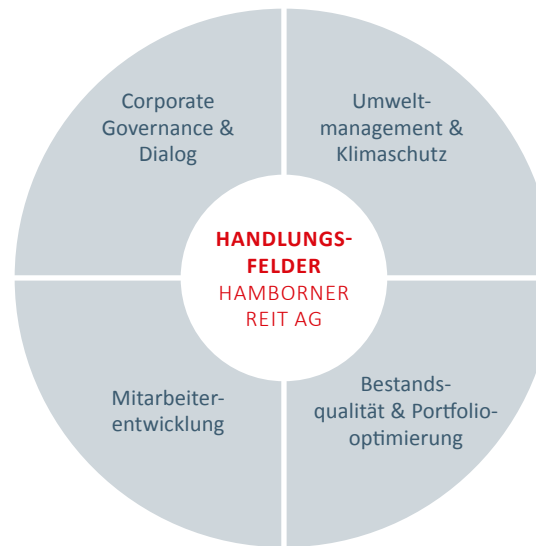 Corporate
Governance &
Dialog
Umwelt-
management &
Klimaschutz
HANDLUNGS-
FELDER
HAMBORNER
REIT AG
Mitarbeiter-
entwicklung
Bestands-
qualität & Portfolio-
optimierung